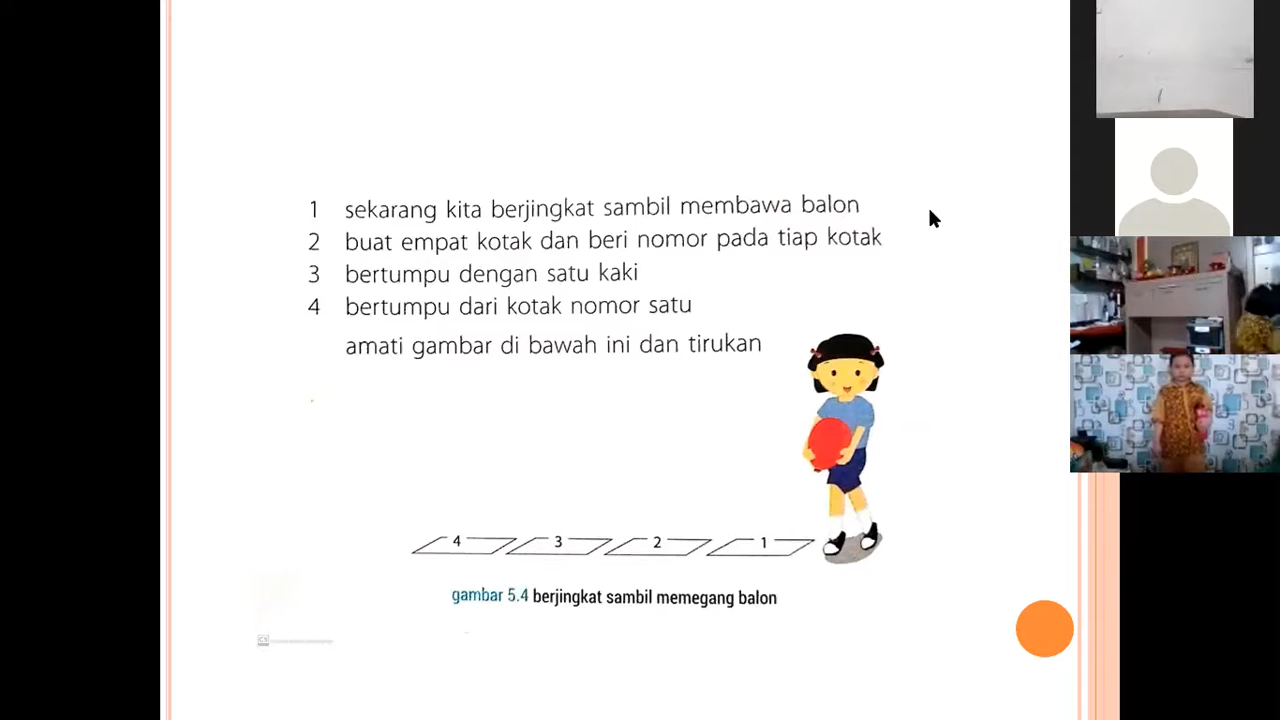 1 sekarang kita berjingkat sambil membawa balon
2 buat empat kotak dan beri nomor pada tiap kotak
3 bertumpu dengan satu kaki
4 bertumpu dari kotak nomor satu
amati gambar di bawah ini dan tirukan
4 3 2 1
gambar 5.4 berjingkat sambil memegang balon
CS